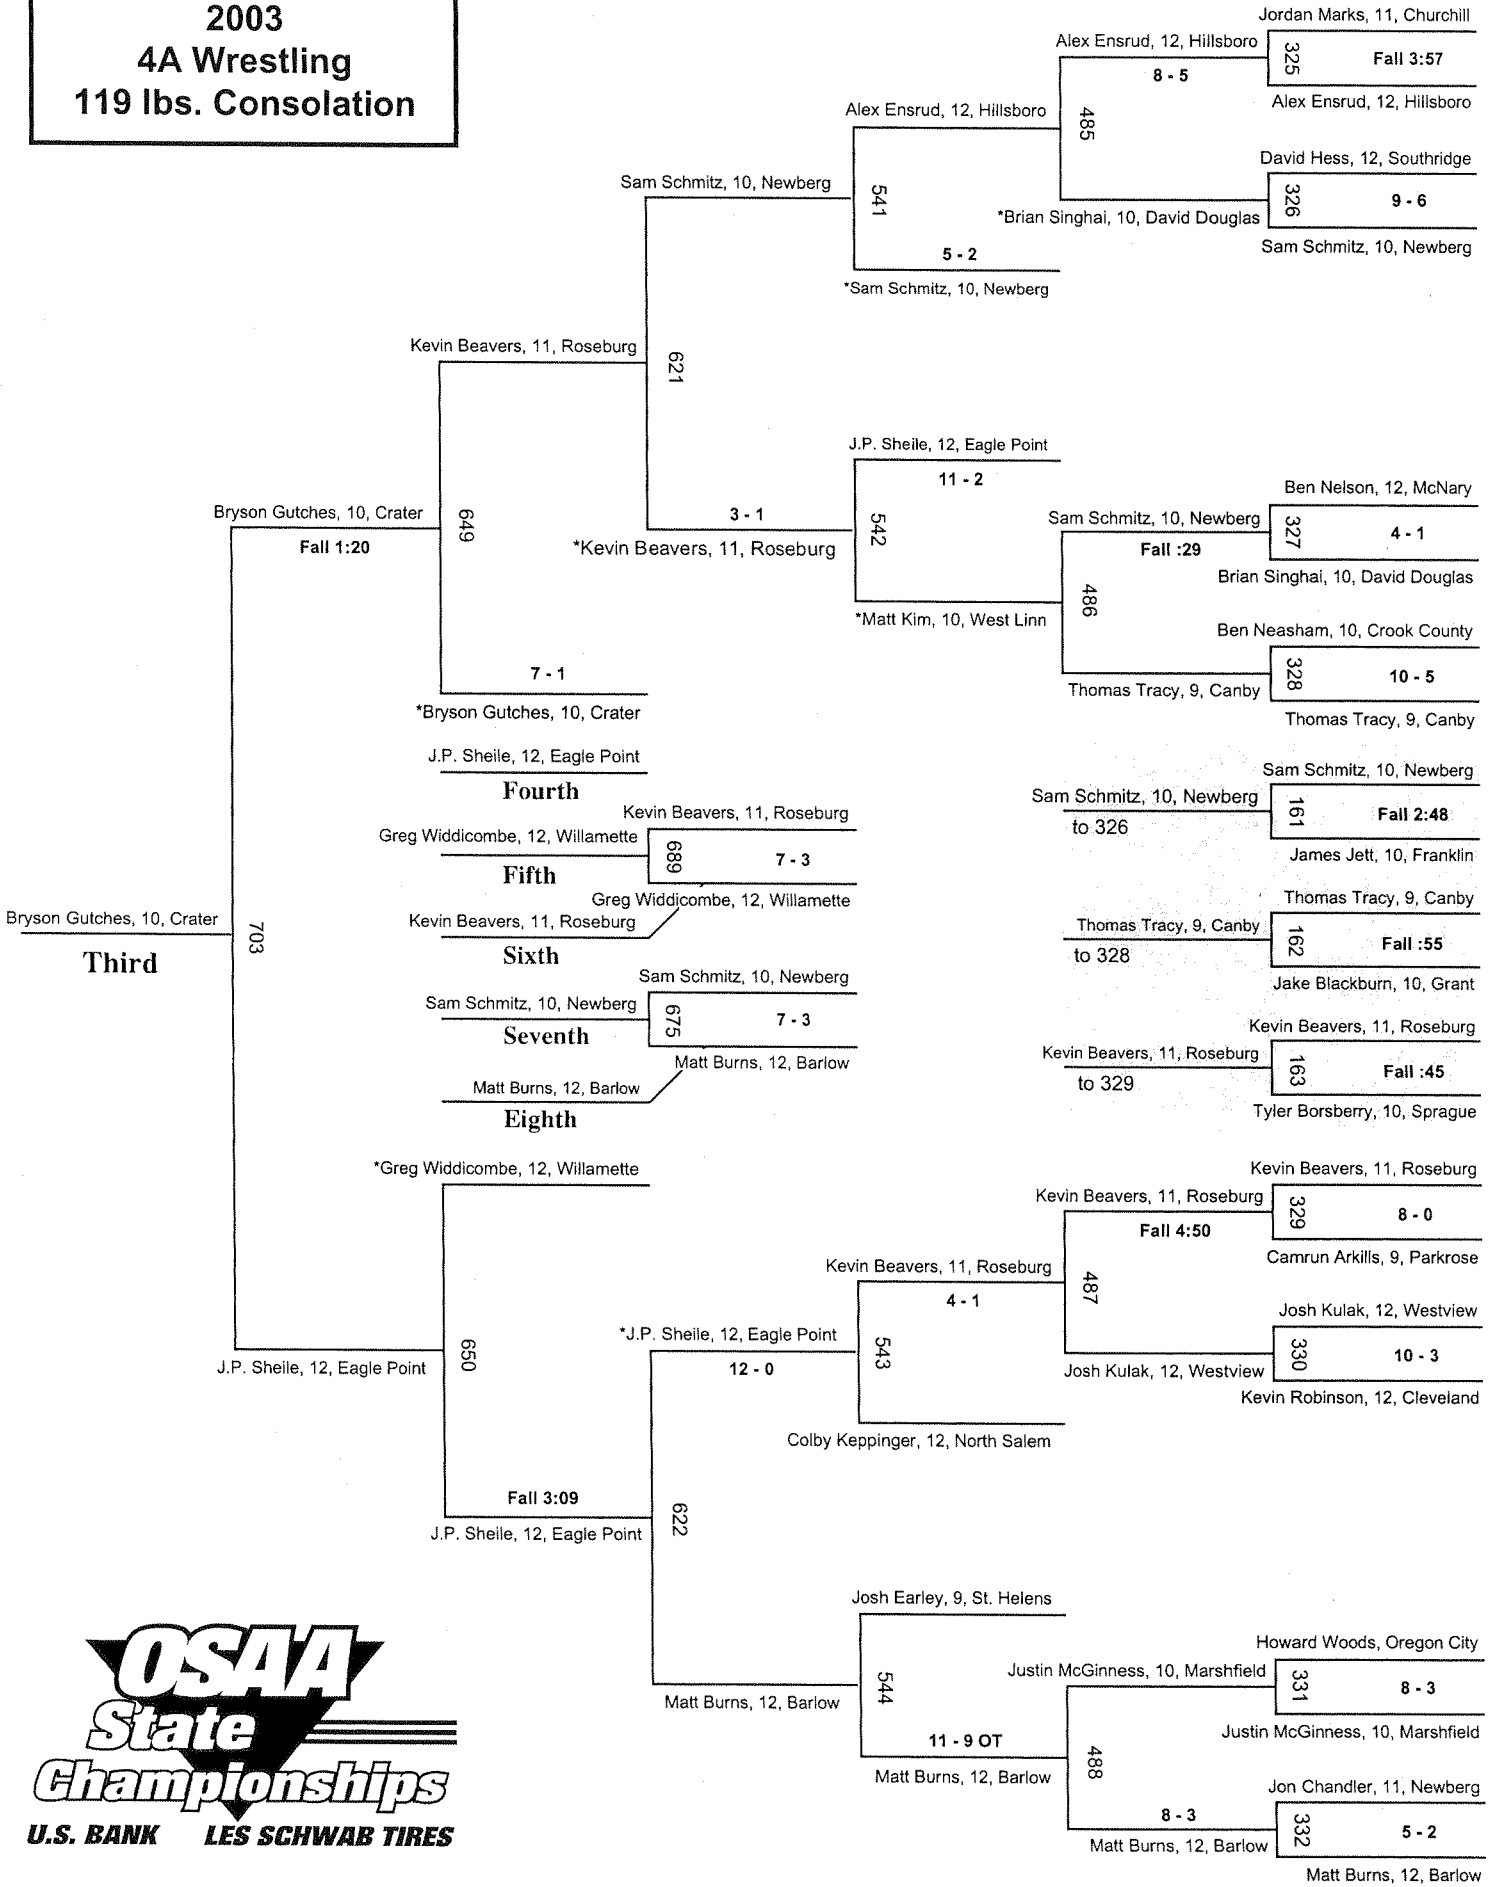 2003
4A Wrestling
119 lbs. Consolation
Jordan Marks, 11, Churchill
325
Fall 3:57
Alex Ensrud, 12, Hillsboro
Alex Ensrud, 12, Hillsboro
8 - 5
485
David Hess, 12, Southridge
326
9 - 6
Sam Schmitz, 10, Newberg
*Brian Singhai, 10, David Douglas
Alex Ensrud, 12, Hillsboro
541
5 - 2
*Sam Schmitz, 10, Newberg
Sam Schmitz, 10, Newberg
621
Kevin Beavers, 11, Roseburg
J.P. Sheile, 12, Eagle Point
11 - 2
542
3 - 1
*Kevin Beavers, 11, Roseburg
Ben Nelson, 12, McNary
327
4 - 1
Brian Singhai, 10, David Douglas
Sam Schmitz, 10, Newberg
Fall :29
486
*Matt Kim, 10, West Linn
Ben Neasham, 10, Crook County
328
10 - 5
Thomas Tracy, 9, Canby
Thomas Tracy, 9, Canby
Bryson Gutches, 10, Crater
Fall 1:20
649
7 - 1
*Bryson Gutches, 10, Crater
J.P. Sheile, 12, Eagle Point
Fourth
Kevin Beavers, 11, Roseburg
Greg Widdicombe, 12, Willamette
689
7 - 3
Fifth
Greg Widdicombe, 12, Willamette
Kevin Beavers, 11, Roseburg
Sixth
Sam Schmitz, 10, Newberg
Sam Schmitz, 10, Newberg
675
7 - 3
Seventh
Matt Burns, 12, Barlow
Matt Burns, 12, Barlow
Eighth
Sam Schmitz, 10, Newberg
Sam Schmitz, 10, Newberg
161
Fall 2:48
to 326
James Jett, 10, Franklin
Thomas Tracy, 9, Canby
Thomas Tracy, 9, Canby
162
Fall :55
to 328
Jake Blackburn, 10, Grant
Kevin Beavers, 11, Roseburg
Kevin Beavers, 11, Roseburg
163
Fall :45
to 329
Tyler Borsberry, 10, Sprague
Bryson Gutches, 10, Crater
703
Third
*Greg Widdicombe, 12, Willamette
650
J.P. Sheile, 12, Eagle Point
Fall 3:09
J.P. Sheile, 12, Eagle Point
Kevin Beavers, 11, Roseburg
Kevin Beavers, 11, Roseburg
329
8 - 0
Fall 4:50
Camrun Arkills, 9, Parkrose
Kevin Beavers, 11, Roseburg
4 - 1
487
Josh Kulak, 12, Westview
330
10 - 3
Josh Kulak, 12, Westview
Kevin Robinson, 12, Cleveland
*J.P. Sheile, 12, Eagle Point
12 - 0
543
Colby Keppinger, 12, North Salem
622
Josh Earley, 9, St. Helens
544
Matt Burns, 12, Barlow
11 - 9 OT
Matt Burns, 12, Barlow
Howard Woods, Oregon City
Justin McGinness, 10, Marshfield
331
8 - 3
Justin McGinness, 10, Marshfield
488
Jon Chandler, 11, Newberg
8 - 3
332
5 - 2
Matt Burns, 12, Barlow
Matt Burns, 12, Barlow
OSAA
State
Championships
U.S. BANK LES SCHWAB TIRES